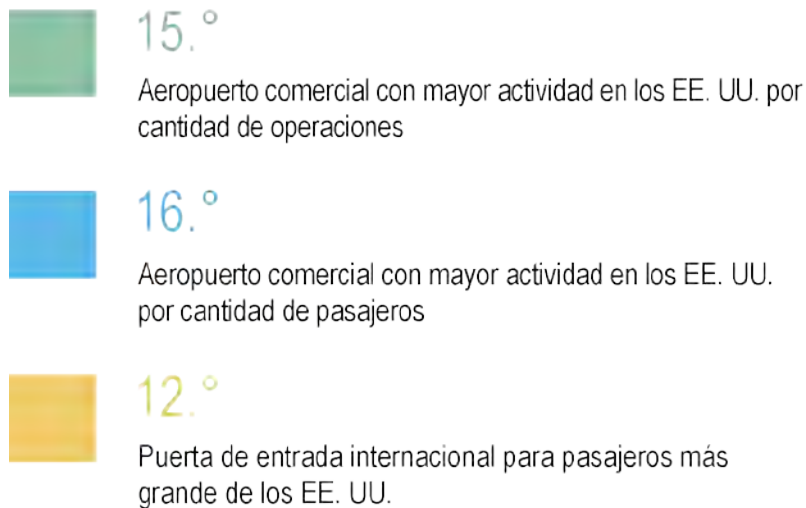 15.°
Aeropuerto comercial con mayor actividad en los EE. UU. por
cantidad de operaciones
16.°
Aeropuerto comercial con mayor actividad en los EE. UU.
por cantidad de pasajeros
12.°
Puerta de entrada internacional para pasajeros más
grande de los EE. UU.